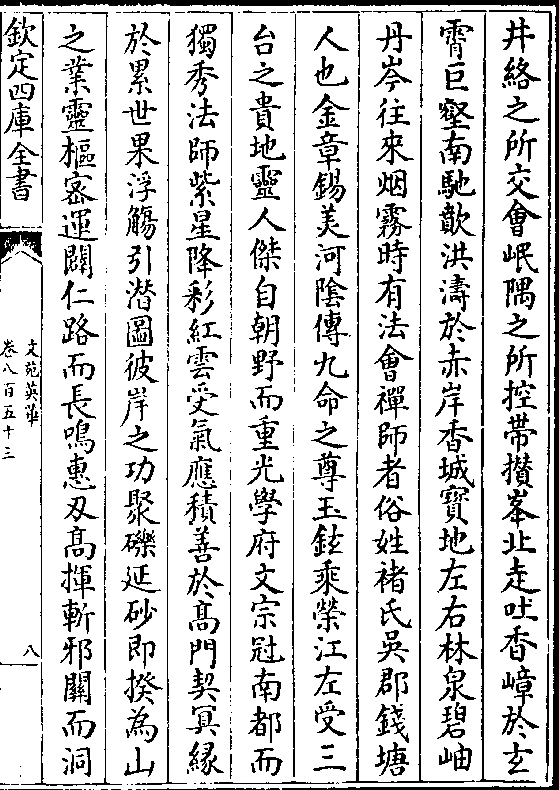 井絡之所交會岷隅之所控帶攅峯北走吐香嶂於玄
霄巨壑南馳歕洪濤於赤岸香城寶地左右林泉碧岫
丹岑往來烟霧時有法會禪師者俗姓禇氏吳郡錢塘
人也金章錫美河隂傳九命之尊玉鉉乘榮江左受三
台之貴地靈人傑自朝野而重光學府文宗冠南都而
獨秀法師紫星降彩紅雲受氣應積善於髙門契冥緣
於累世果浮觴引潜圖彼岸之功聚礫延砂即揆為山
之業靈樞宻運闢仁路而長鳴惠刄髙揮斬邪關而洞
欽定四庫全書
文苑英華
卷八百五十三
八